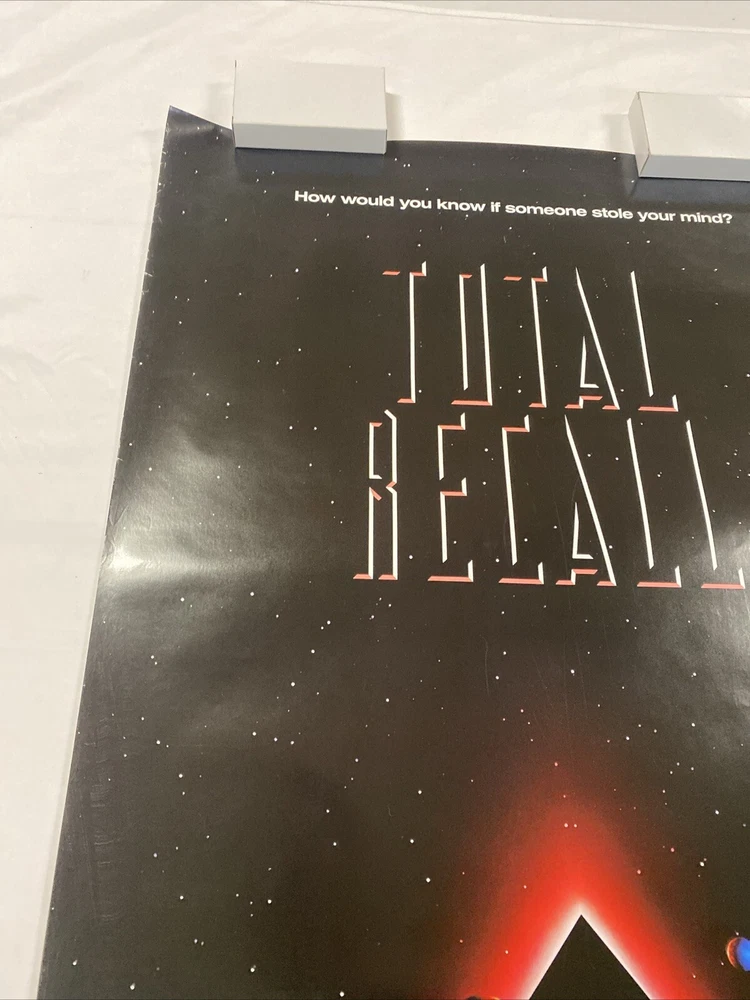 How would you know if someone stole your mind?
TOTAL
RECALL